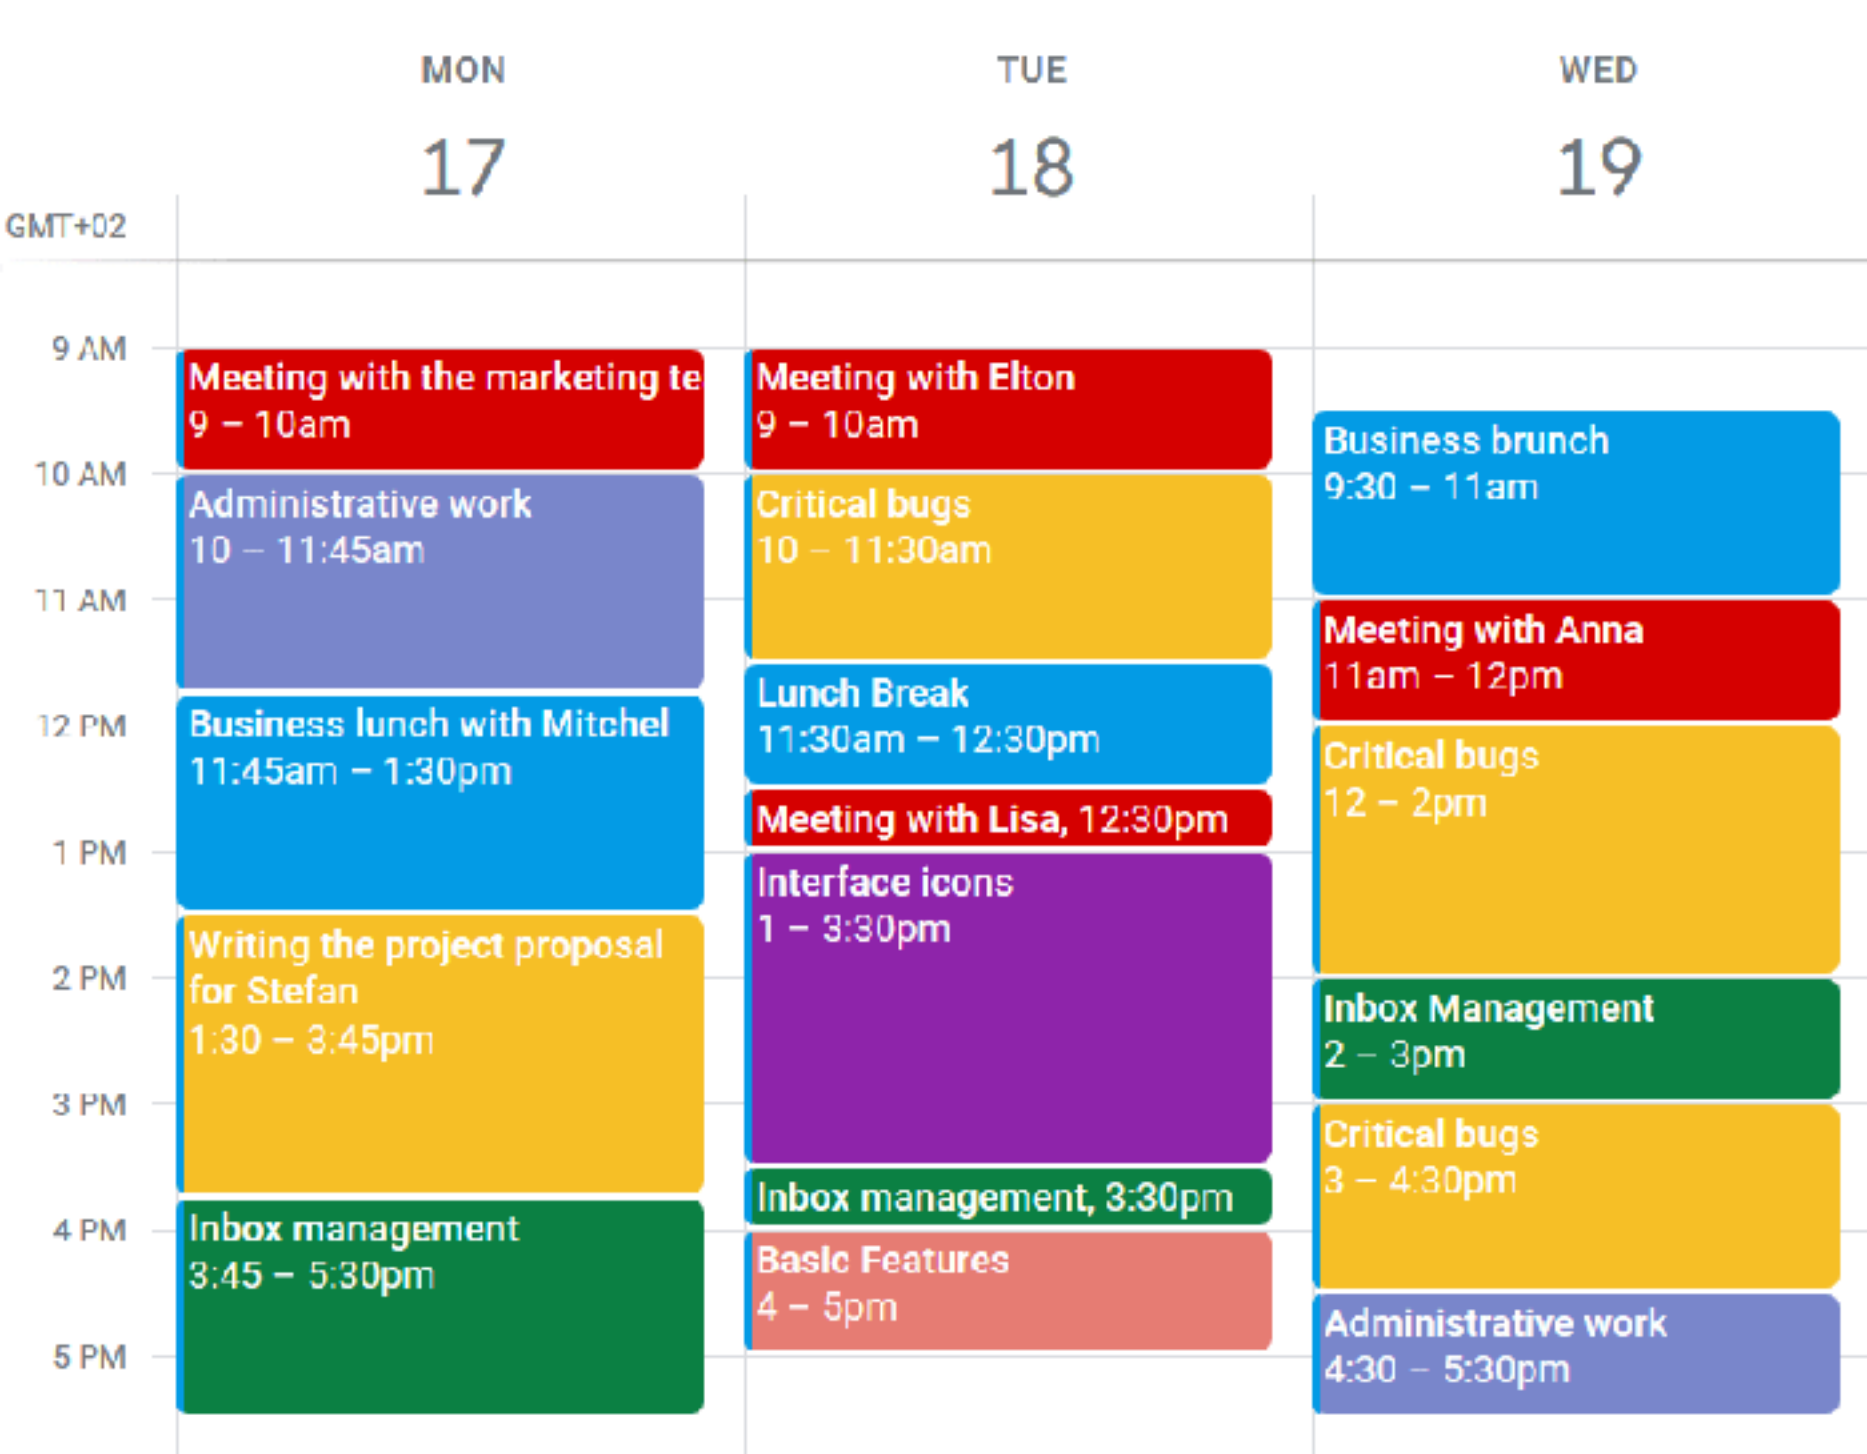 MON
TUE
WED
17
18
19
GMT+02
9 AM
10 AM
11 AM
12 PM
1 PM
2 PM
3 PM
4 PM
5 PM
Meeting with the marketing te
9 – 10am
Administrative work
10 – 11:45am
Business lunch with Mitchel
11:45am – 1:30pm
Writing the project proposal
for Stefan
1:30 – 3:45pm
Inbox management
3:45 – 5:30pm
Meeting with Elton
9 – 10am
Critical bugs
10 – 11:30am
Lunch Break
11:30am – 12:30pm
Meeting with Lisa, 12:30pm
Interface icons
1 – 3:30pm
Inbox management, 3:30pm
Basic Features
4 – 5pm
Business brunch
9:30 – 11am
Meeting with Anna
11am – 12pm
Critical bugs
12 – 2pm
Inbox Management
2 – 3pm
Critical bugs
3 – 4:30pm
Administrative work
4:30 – 5:30pm